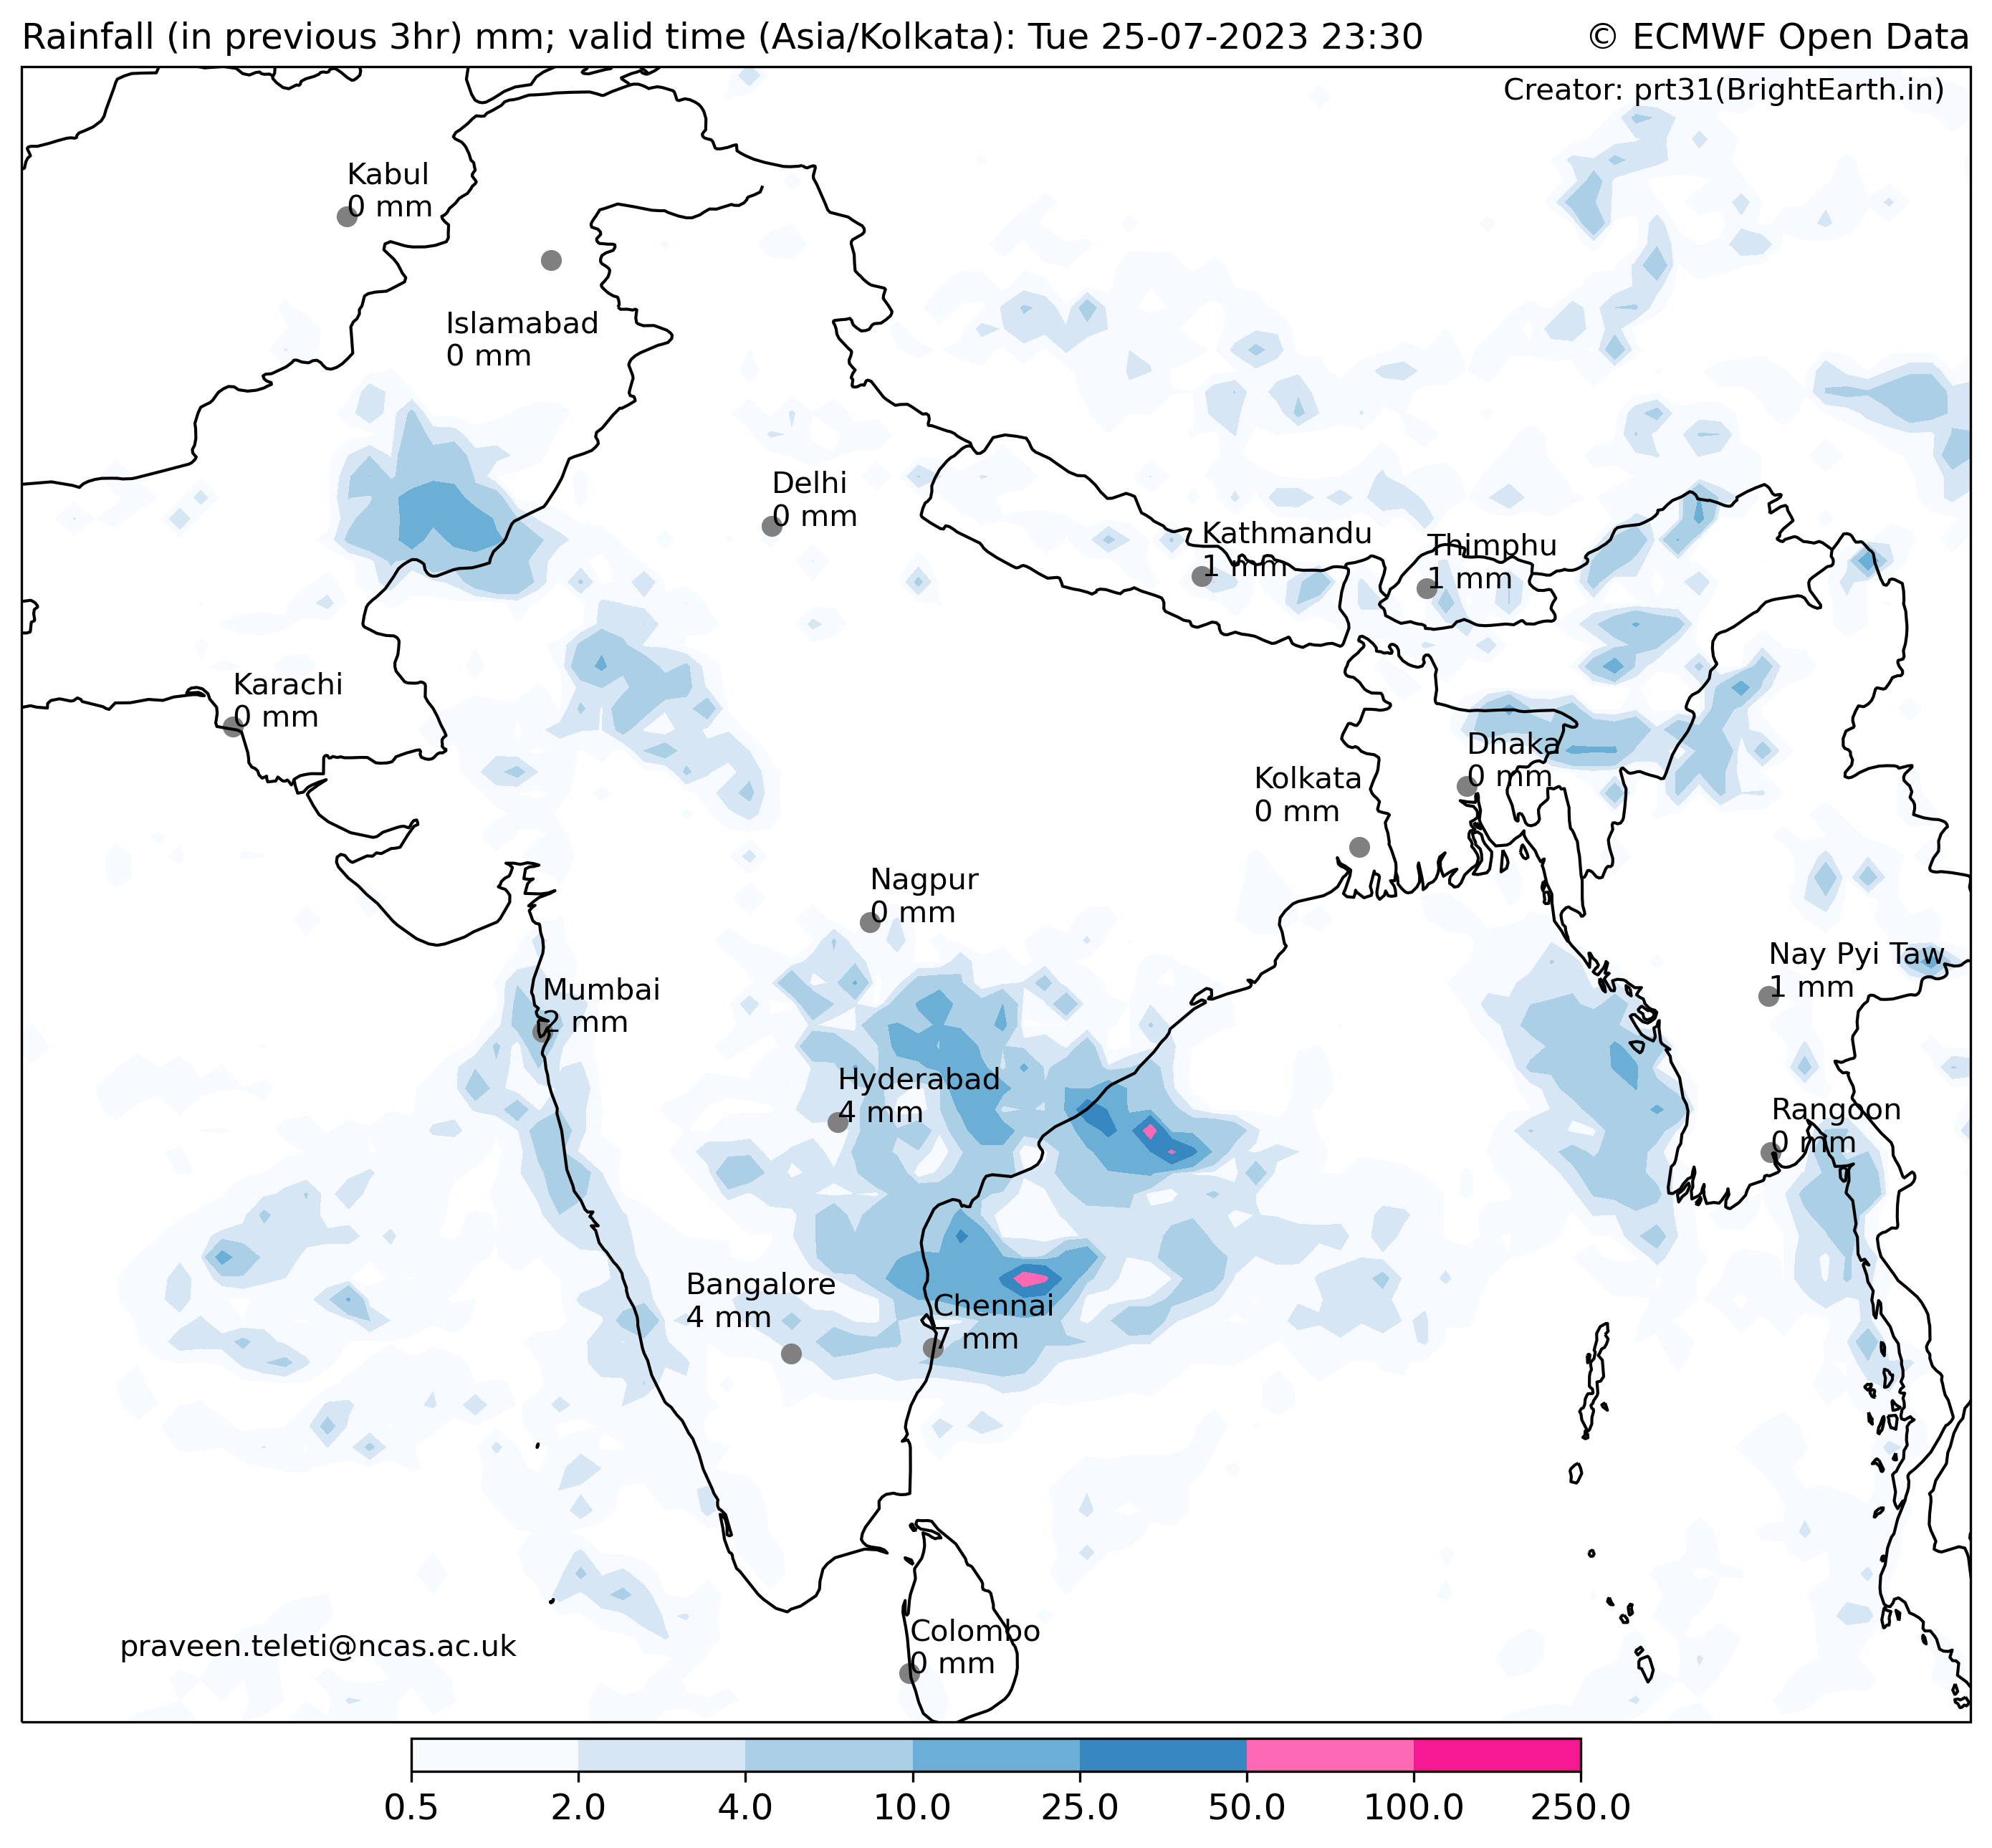 Rainfall (in previous 3hr) mm; valid time (Asia/Kolkata): Tue 25-07-2023 23:30
© ECMWF Open Data
Creator: prt31(BrightEarth.in)
Kabul
0 mm
Islamabad
0 mm
Delhi
0 mm
Kathmandu
1 mm
Thimphu
1 mm
Karachi
0 mm
Dhaka
0 mm
Kolkata
0 mm
Nagpur
0 mm
Nay Pyi Taw
1 mm
Mumbai
2 mm
Hyderabad
4 mm
Rangoon
0 mm
Bangalore
4 mm
Chennai
7 mm
Colombo
0 mm
praveen.teleti@ncas.ac.uk
0.5 2.0 4.0 10.0 25.0 50.0 100.0 250.0